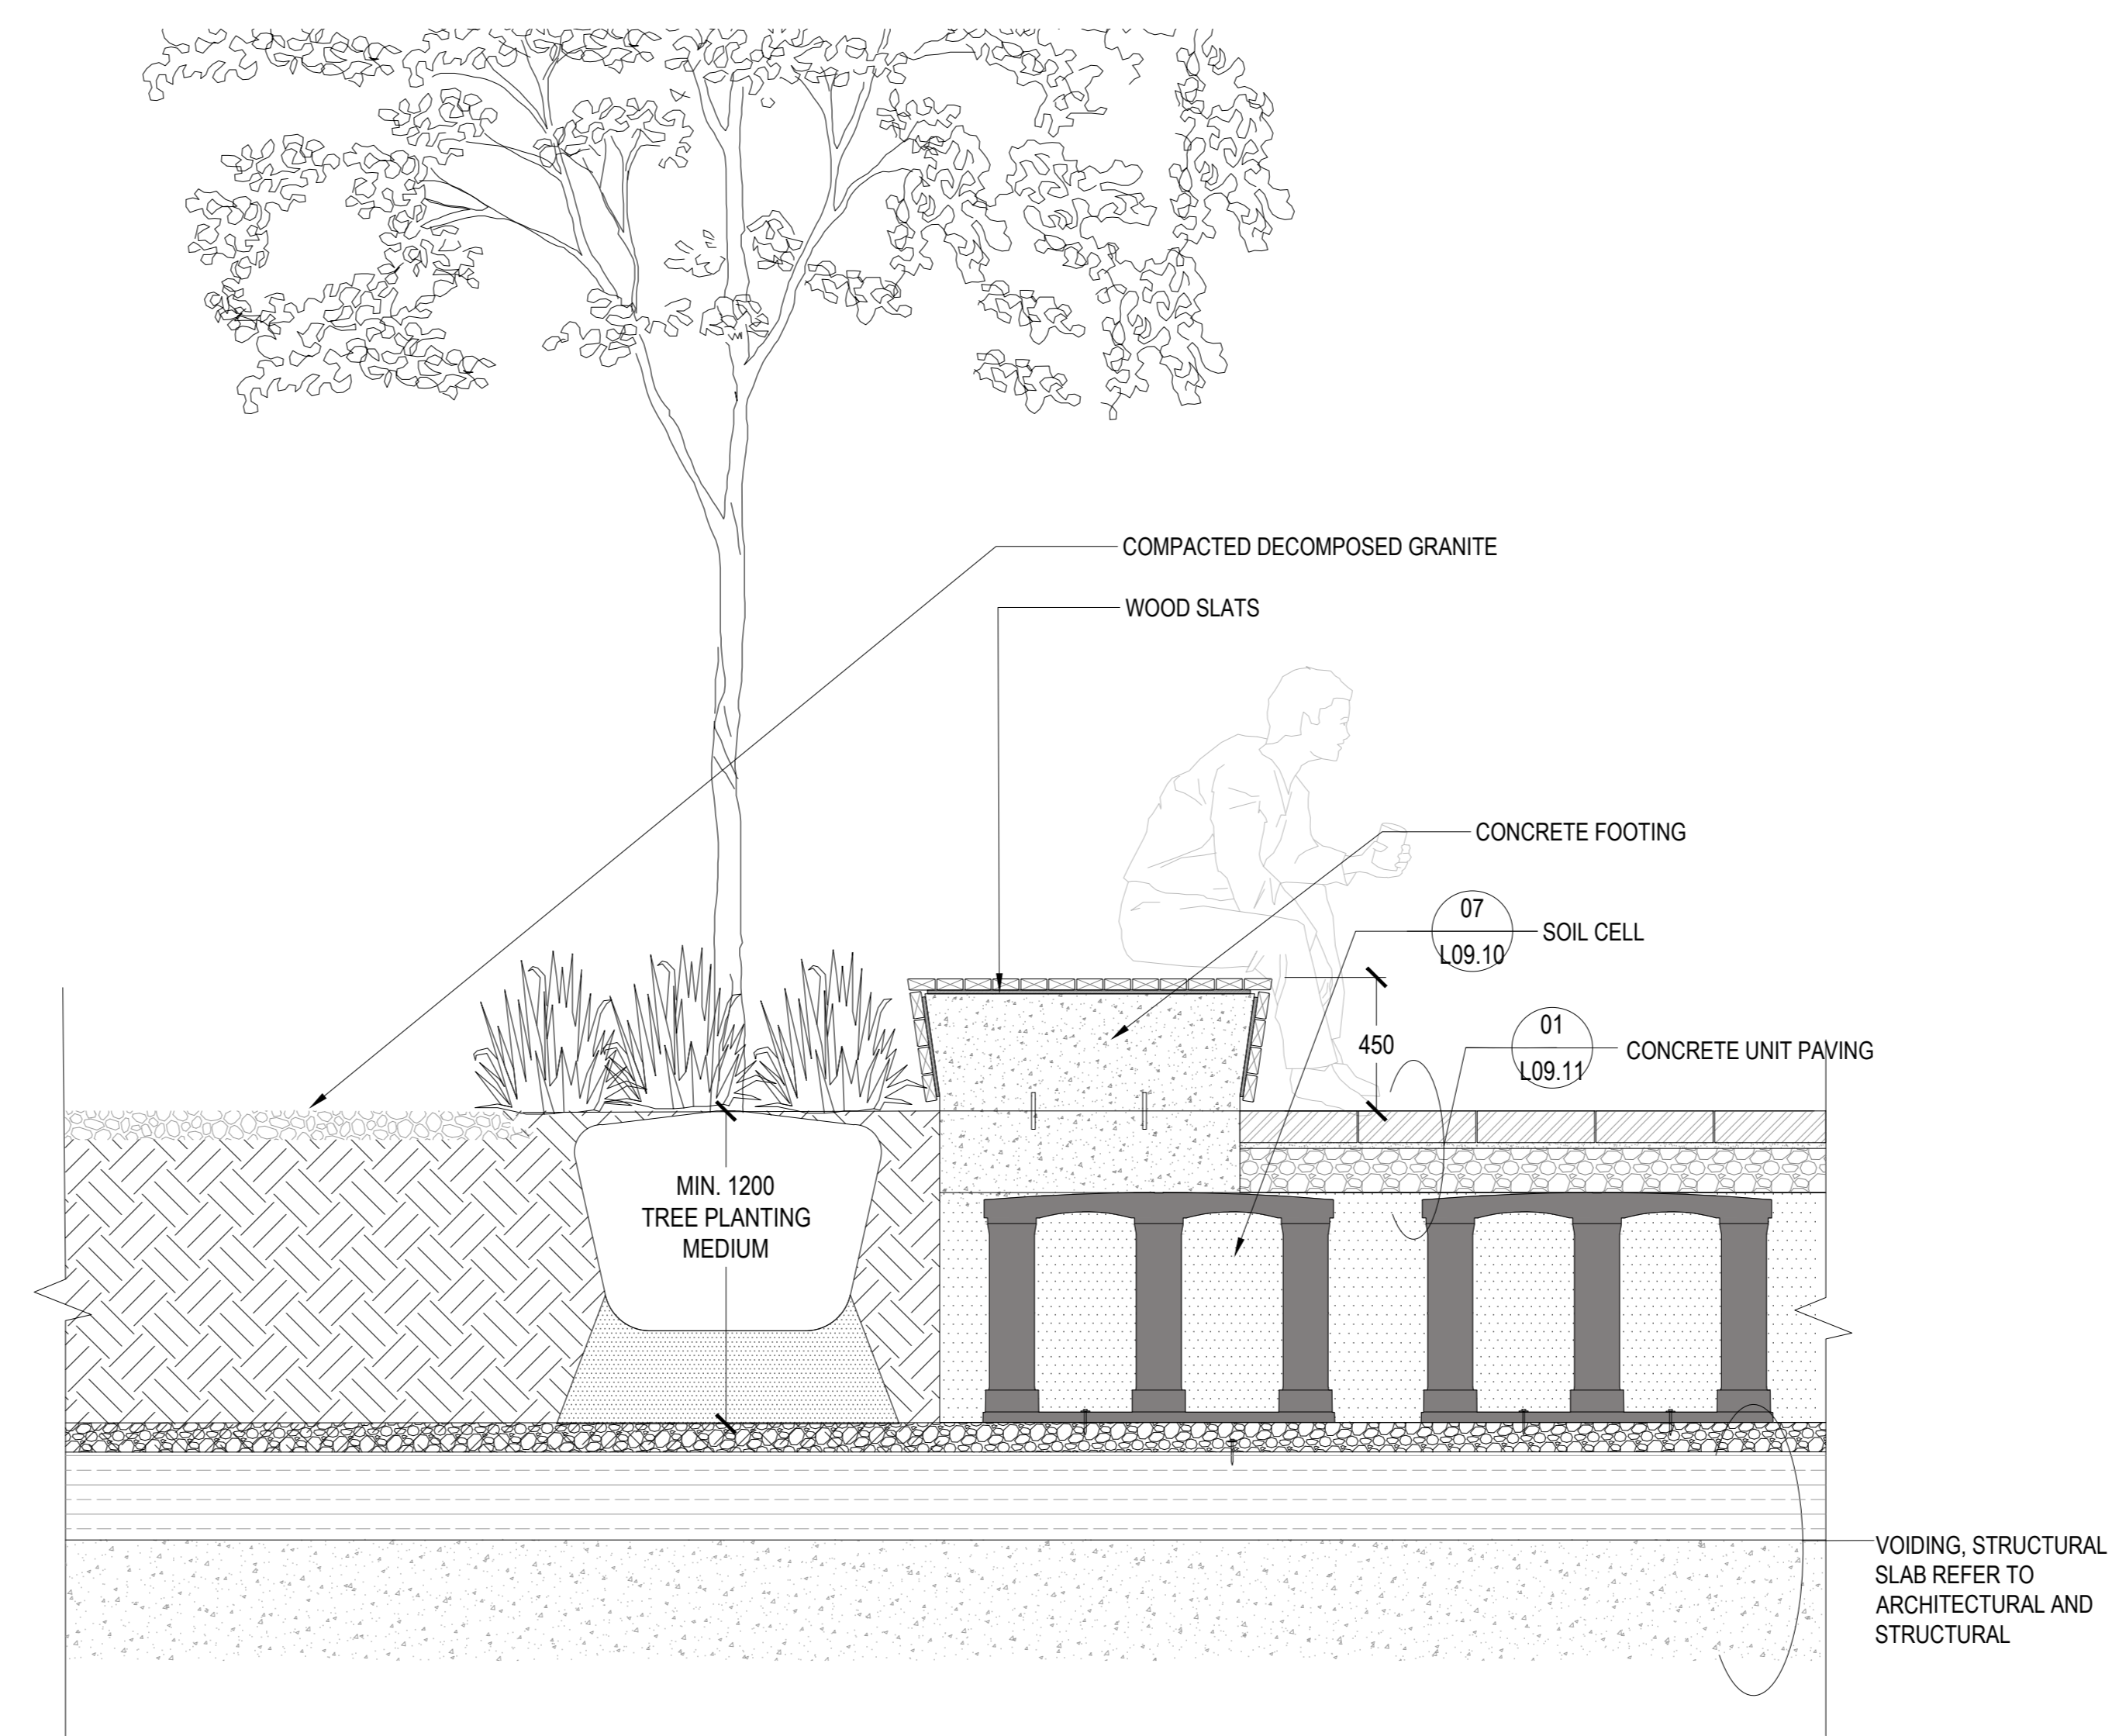 COMPACTED DECOMPOSED GRANITE
WOOD SLATS
CONCRETE FOOTING
07
L09.10
SOIL CELL
450
01
L09.11
CONCRETE UNIT PAVING
MIN. 1200
TREE PLANTING
MEDIUM
VOIDING, STRUCTURAL
SLAB REFER TO
ARCHITECTURAL AND
STRUCTURAL